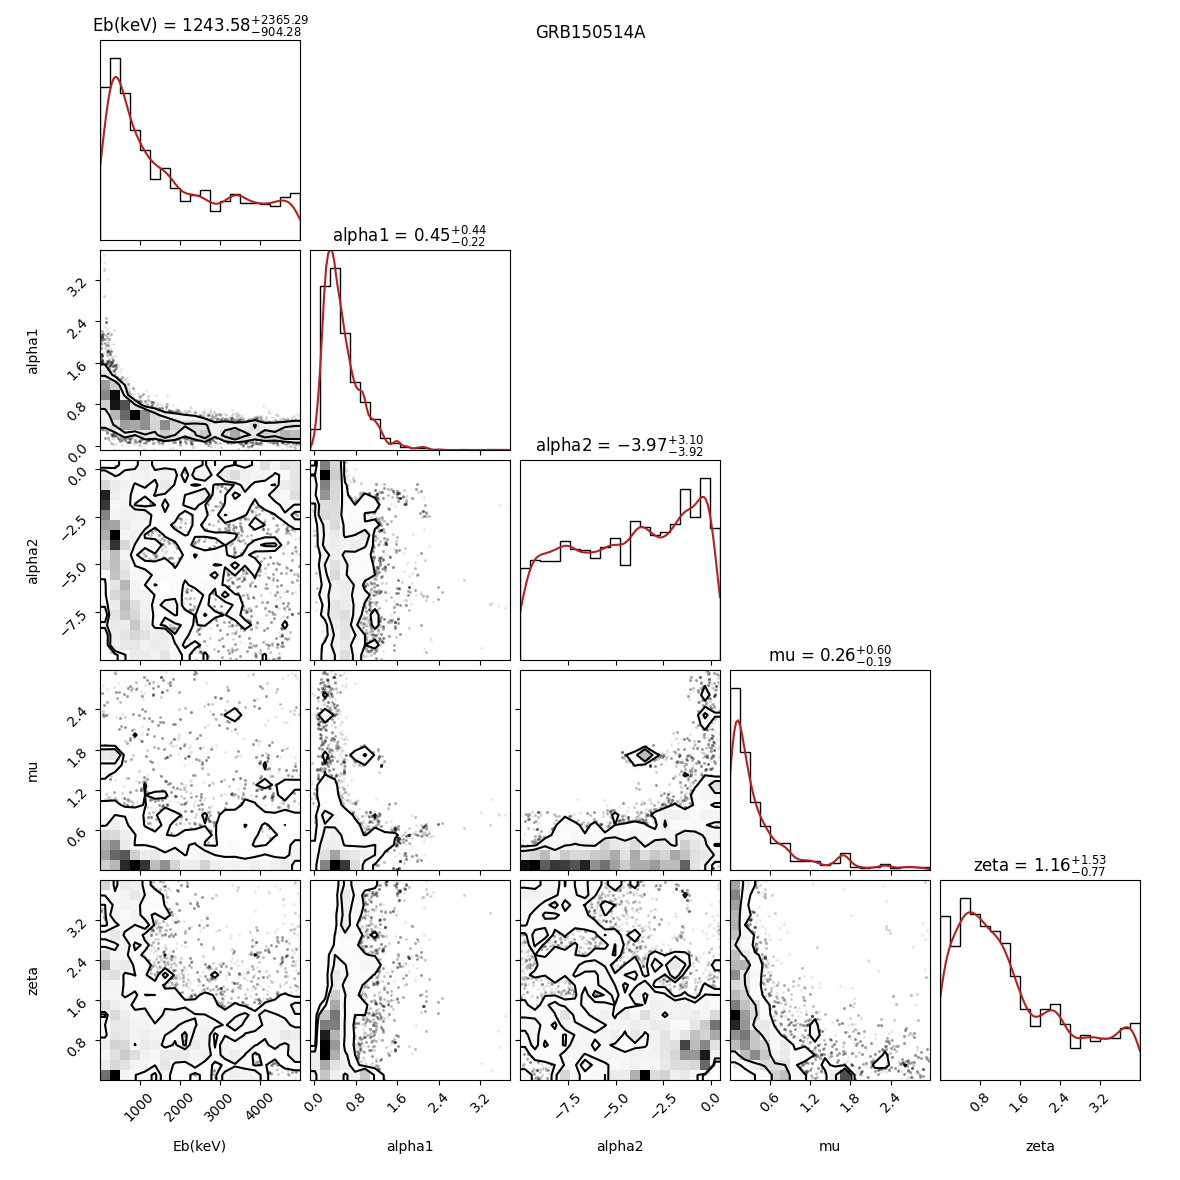 GRB150514A
Eb(keV) = 1243.58+2365.29−904.28
alpha1 = 0.45+0.44−0.22
alpha1
3.2
2.4
1.6
0.8
0.0
alpha2 = −3.97+3.10−3.92
alpha2
0.0
−2.5
−5.0
−7.5
mu = 0.26+0.60−0.19
mu
2.4
1.8
1.2
0.6
zeta = 1.16+1.53−0.77
zeta
3.2
2.4
1.6
0.8
1000 2000 3000 4000 0.0 0.8 1.6 2.4 3.2 −7.5 −5.0 −2.5 0.0 0.6 1.2 1.8 2.4 0.8 1.6 2.4 3.2
Eb(keV) alpha1 alpha2 mu zeta